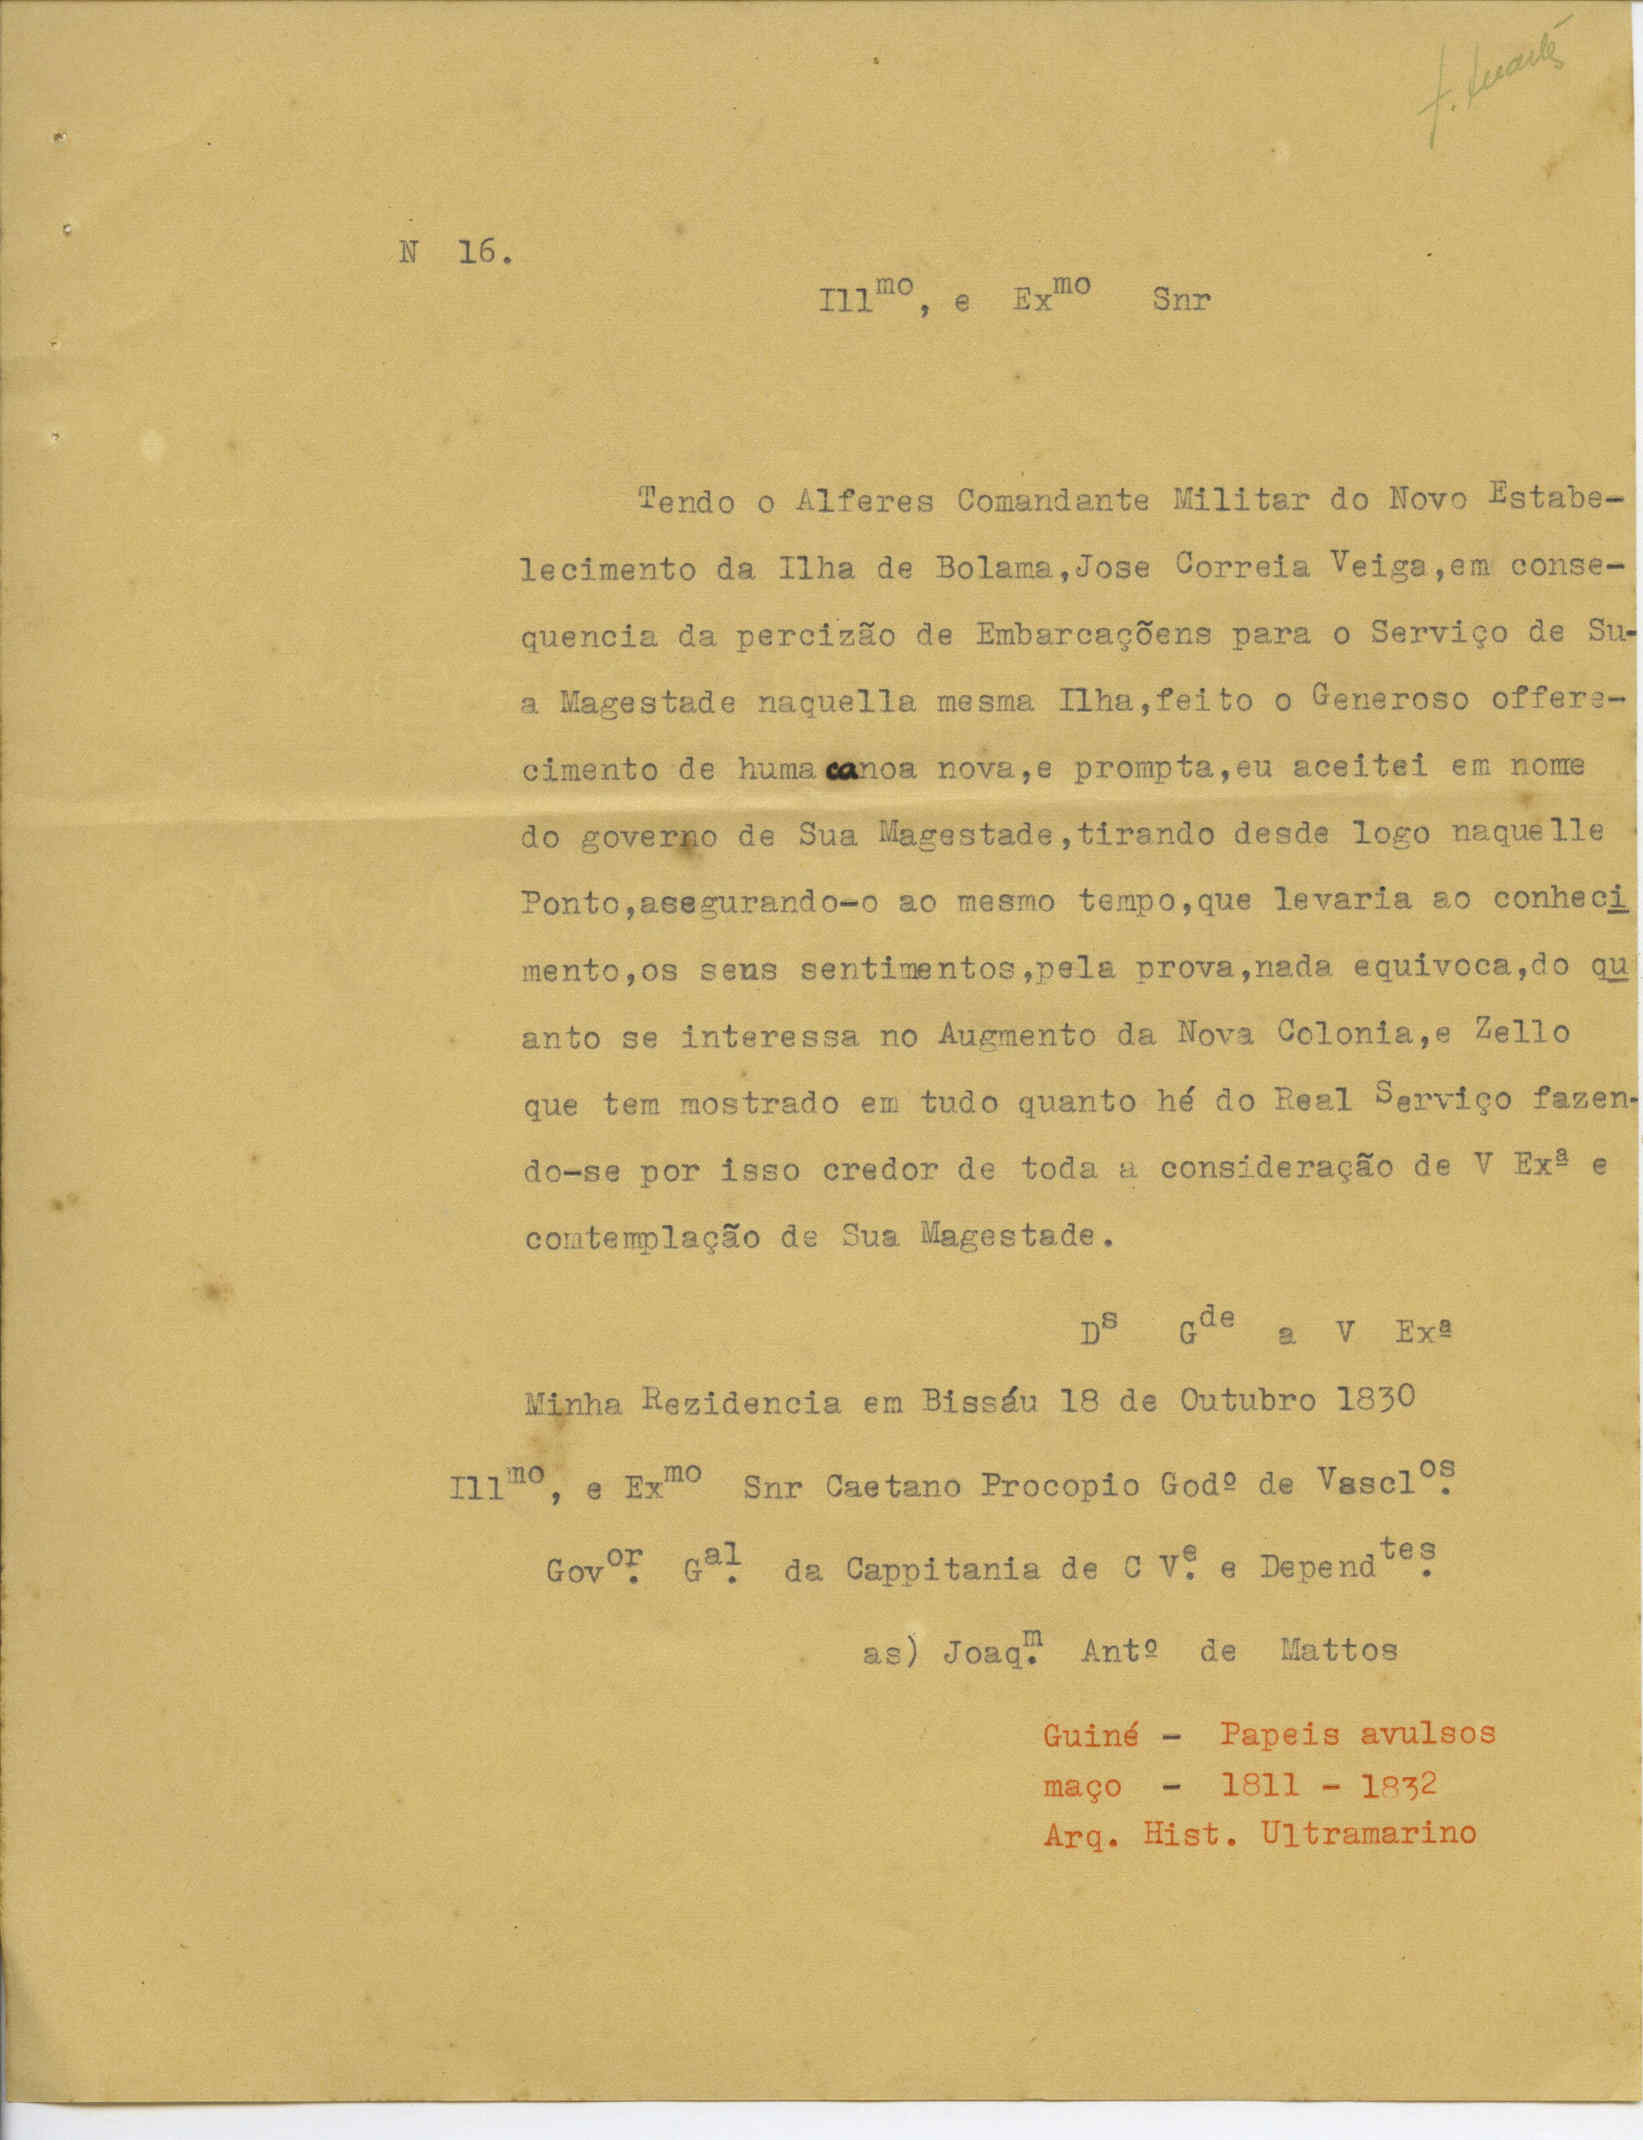 N 16.
Illmo, e Exmo Snr
Tendo o Alferes Comandante Militar do Novo Estabe-
lecimento da Ilha de Bolama,Jose Correia Veiga,em conse-
quencia da percizão de Embarcaçõens para o Serviço de Su-
a Magestade naquella mesma Ilha,feito o Generoso offere-
cimento de huma canoa nova,e prompta,eu aceitei em nome
do governo de Sua Magestade,tirando desde logo naquelle
Ponto,asegurando-o ao mesmo tempo,que levaria ao conheci
mento,os seus sentimentos,pela prova,nada equivoca,do qu
anto se interessa no Augmento da Nova Colonia,e Zello
que tem mostrado em tudo quanto hé do Real Serviço fazen-
do-se por isso credor de toda a consideração de V Exª e
comtemplação de Sua Magestade.
Ds Gde a V Exª
Minha Rezidencia em Bissáu 18 de Outubro 1830
Illmo, e Exmo Snr Caetano Procopio Godº de Vasclos.
Govor. Gal. da Cappitania de C Ve. e Dependtes.
as) Joaqm. Antº de Mattos
Guiné - Papeis avulsos
maço - 1811 - 1832
Arq. Hist. Ultramarino